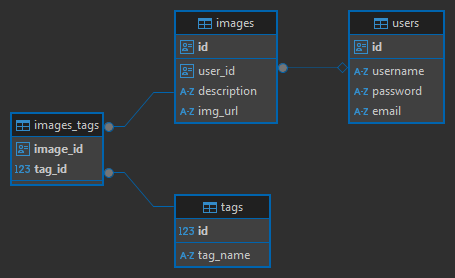 images
id
user_id
A-Z description
A-Z img_url
users
id
A-Z username
A-Z password
A-Z email
images_tags
image_id
123 tag_id
tags
123 id
A-Z tag_name